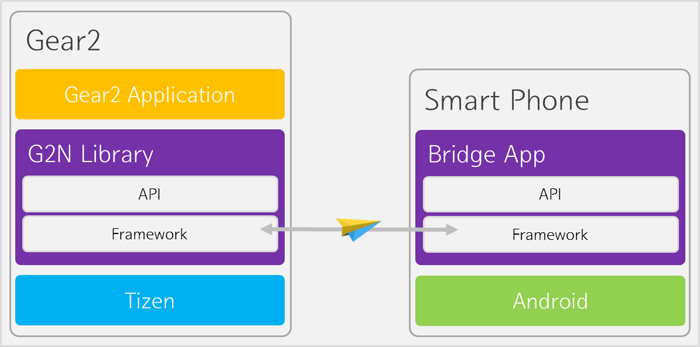 Gear2
Gear2 Application
G2N Library
API
Framework
Tizen
Smart Phone
Bridge App
API
Framework
Android